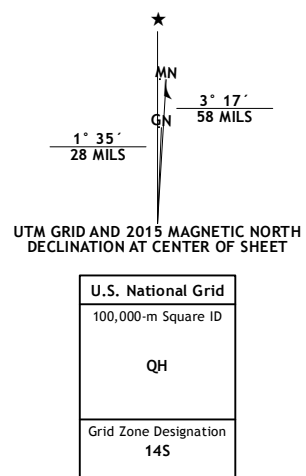 ★
MN
3° 17´
58 MILS
GN
1° 35´
28 MILS
UTM GRID AND 2015 MAGNETIC NORTH
DECLINATION AT CENTER OF SHEET
U.S. National Grid
100,000-m Square ID
QH
Grid Zone Designation
14S